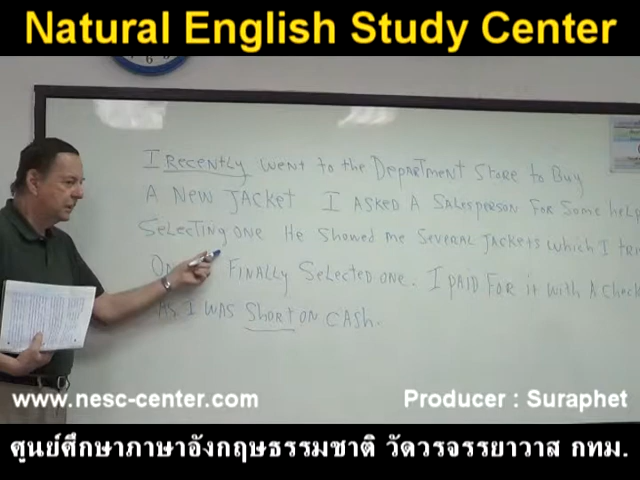 Natural English Study Center
6
I RECENTLY WENT to the DEPARTMENT STORE to BUY
A NEW JACKET I ASKED A SALESPERSON FOR SOME help
SELECTING ONE He Showed me SEVERAL JACKETS which I
FINALLY SELECTED ONE. I PAID FOR it with A Check
AS I WAS SHORT ON CASH.
www.nesc-center.com
Producer : Suraphet
ศูนย์ศึกษาภาษาอังกฤษธรรมชาติ วัดวรจรรยาวาส กทม.